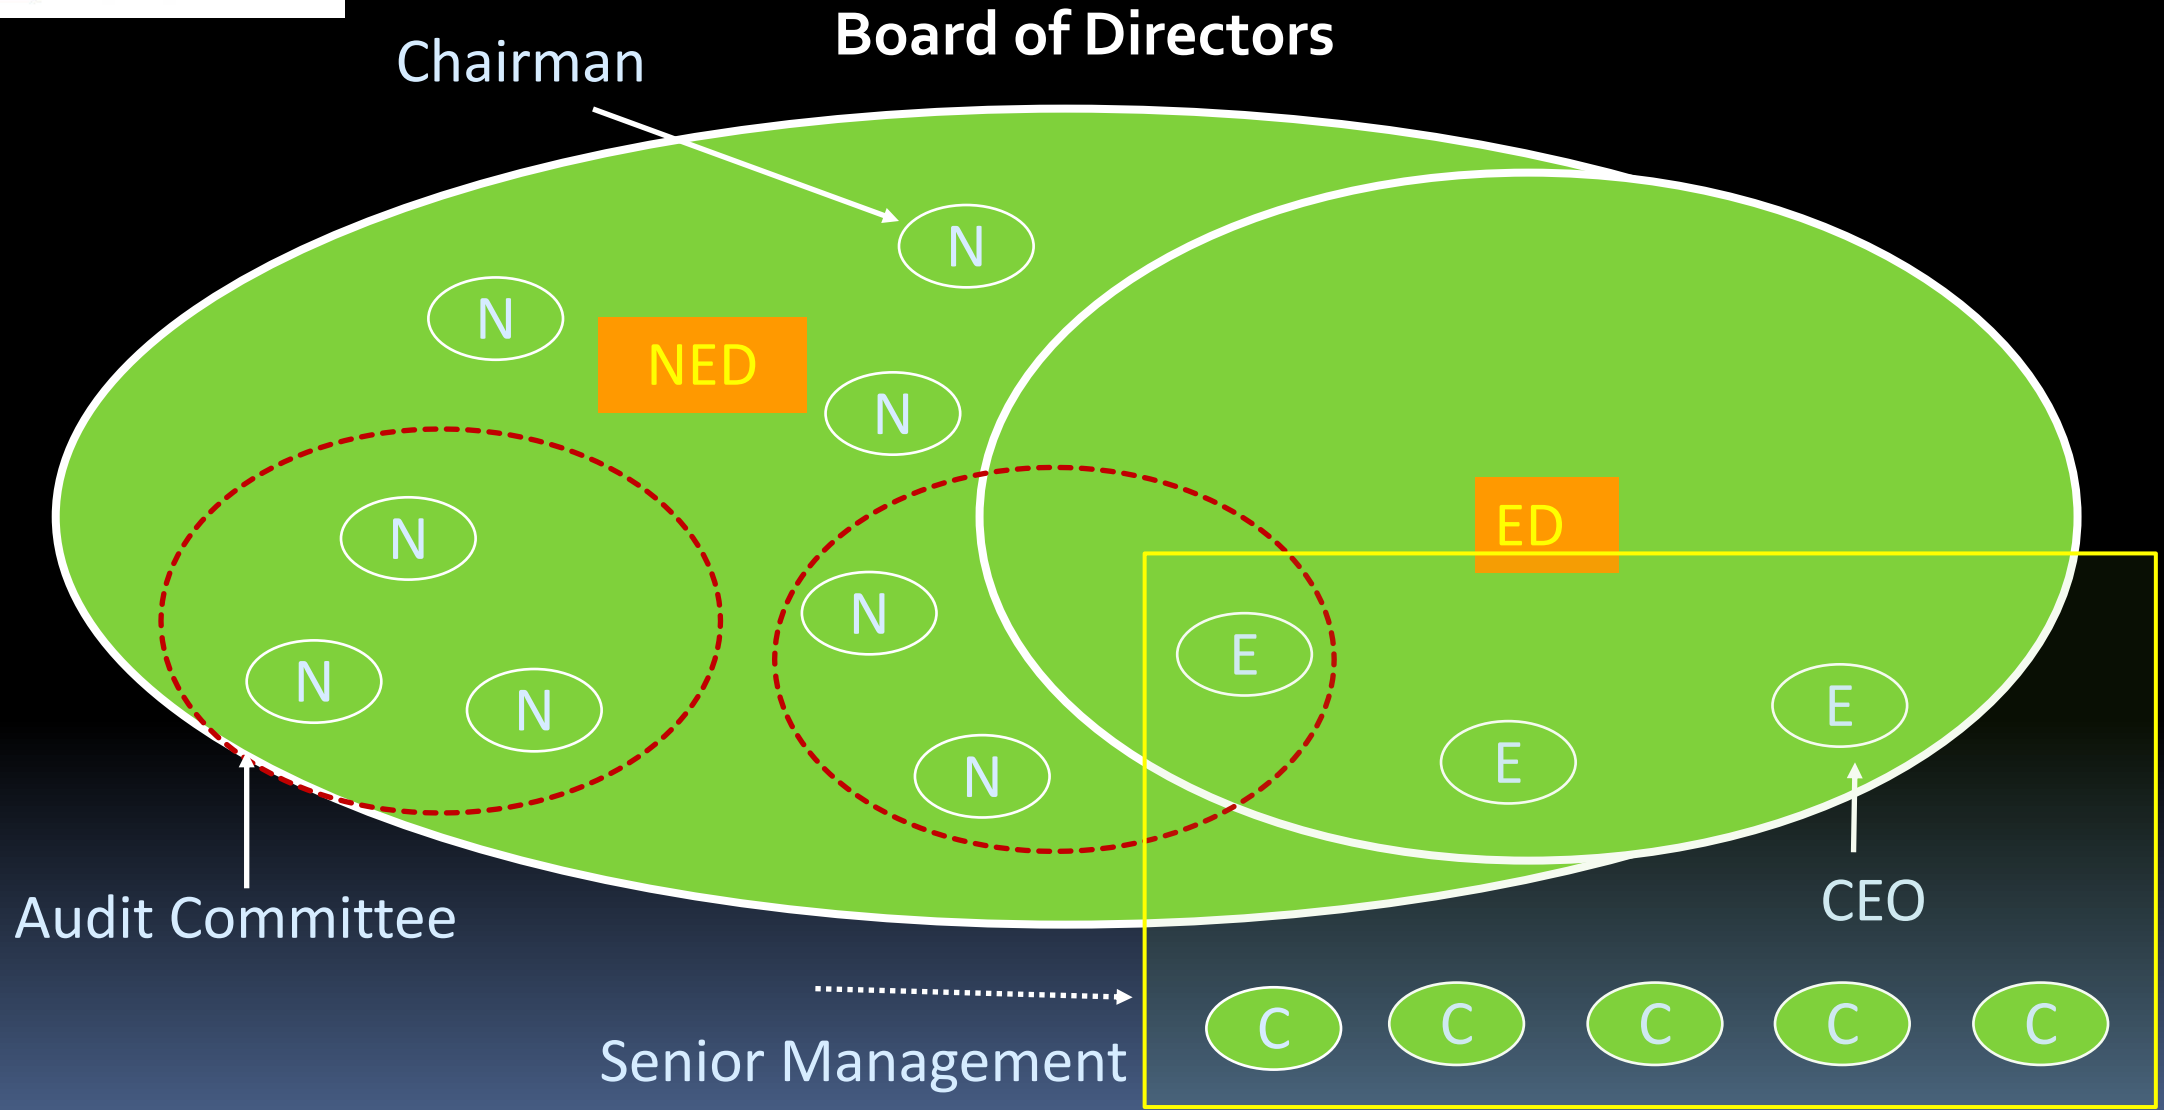 Board of Directors
Chairman
N
N
NED
N
N
ED
N
E
N
N
E
E
N
CEO
Audit Committee
C
C
C
C
C
Senior Management